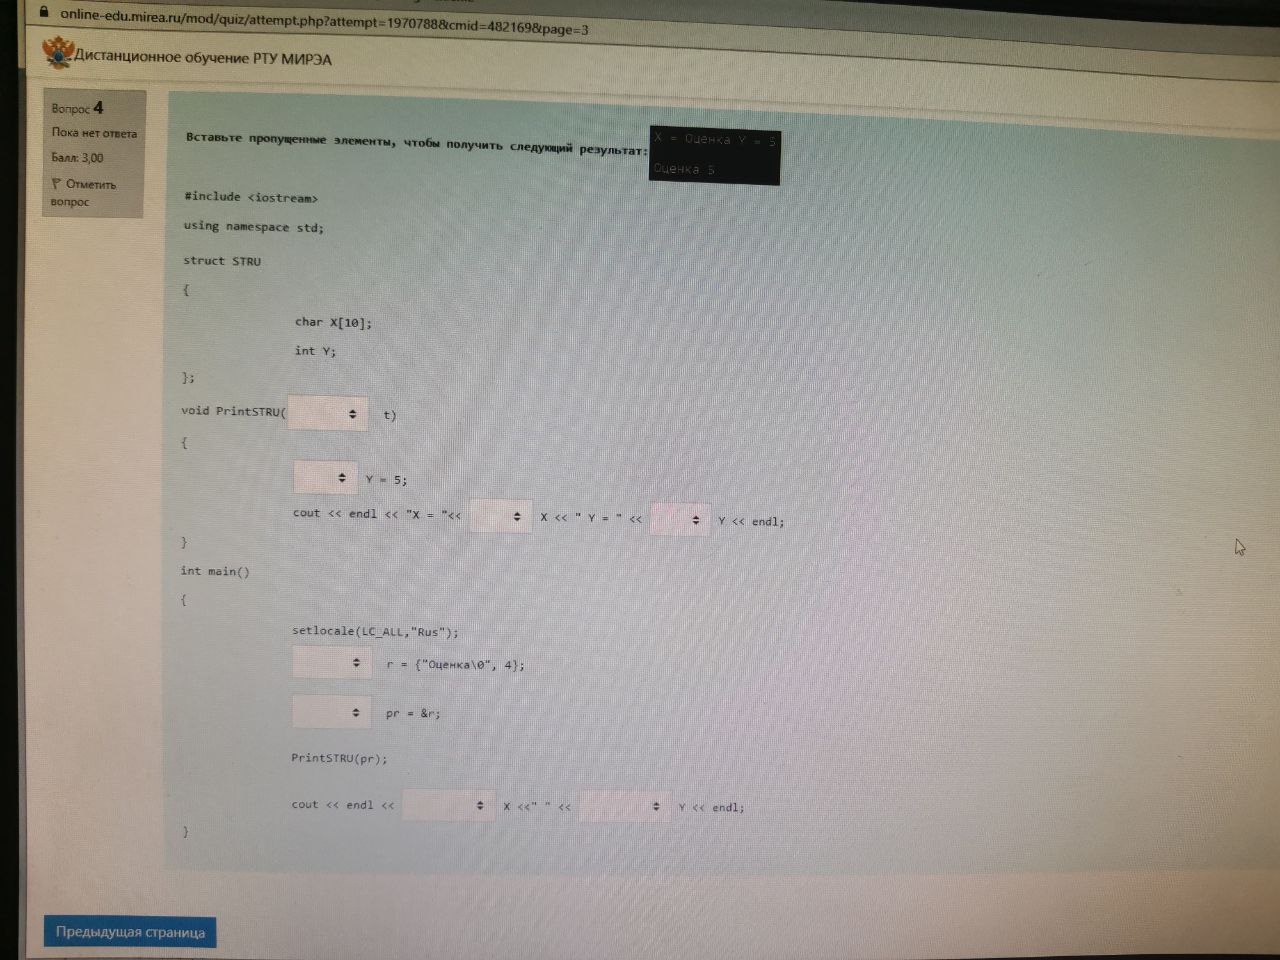 online-edu.mirea.ru/mod/quiz/attempt.php?attempt=1970788&cmid=482169&page=3
Дистанционное обучение РТУ МИРЭА
Вопрос 4
Пока нет ответа
Балл: 3,00
Отметить
вопрос
Вставьте пропущенные элементы, чтобы получить следующий результат:
X = Оценка Y = 5
Оценка 5
#include <iostream>
using namespace std;
struct STRU
{
char X[10];
int Y;
};
void PrintSTRU( t)
{
Y = 5;
cout << endl << "X = "<< X << " Y = " << Y << endl;
}
int main()
{
setlocale(LC_ALL,"Rus");
r = {"Оценка\0", 4};
pr = &r;
PrintSTRU(pr);
cout << endl << X <<" " << Y << endl;
}
Предыдущая страница